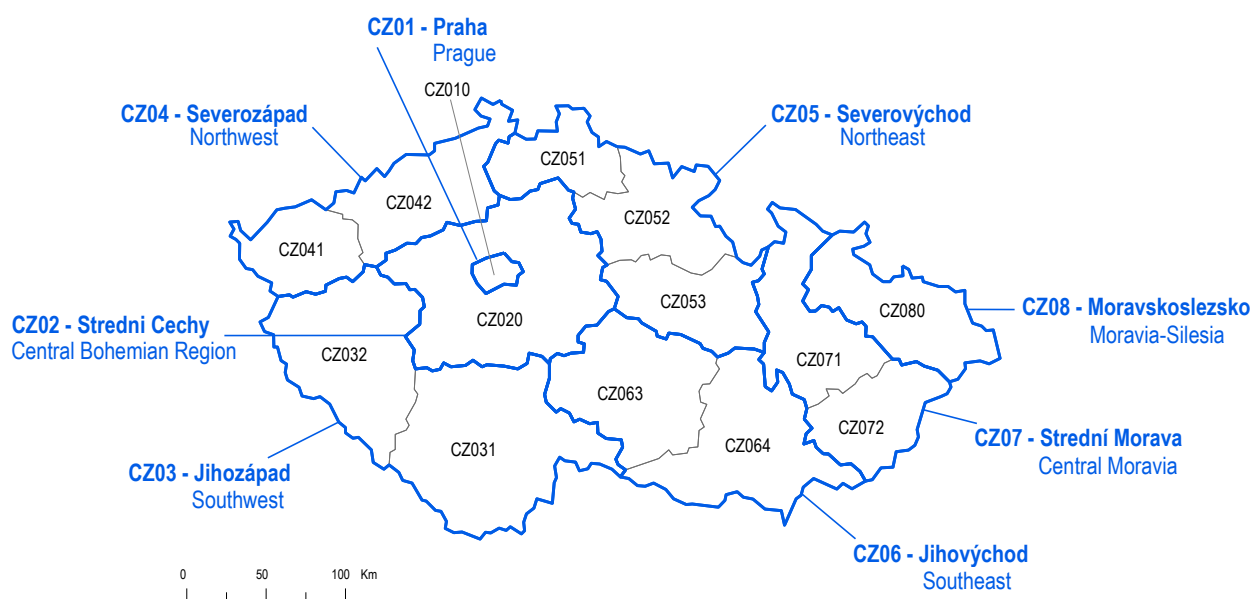 CZ01 - Praha
Prague
CZ010
CZ04 - Severozápad
Northwest
CZ05 - Severovýchod
Northeast
CZ051
CZ042
CZ052
CZ041
CZ053
CZ080
CZ08 - Moravskoslezsko
Moravia-Silesia
CZ020
CZ02 - Stredni Cechy
Central Bohemian Region
CZ032
CZ071
CZ063
CZ072
CZ031
CZ064
CZ07 - Strední Morava
Central Moravia
CZ03 - Jihozápad
Southwest
CZ06 - Jihovýchod
Southeast
0 50 100 Km